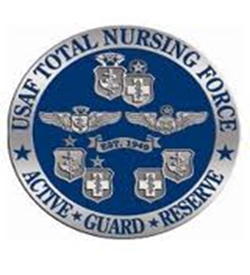 USAF TOTAL NURSING FORCE
EST. 1949
ACTIVE ★ GUARD ★ RESERVE